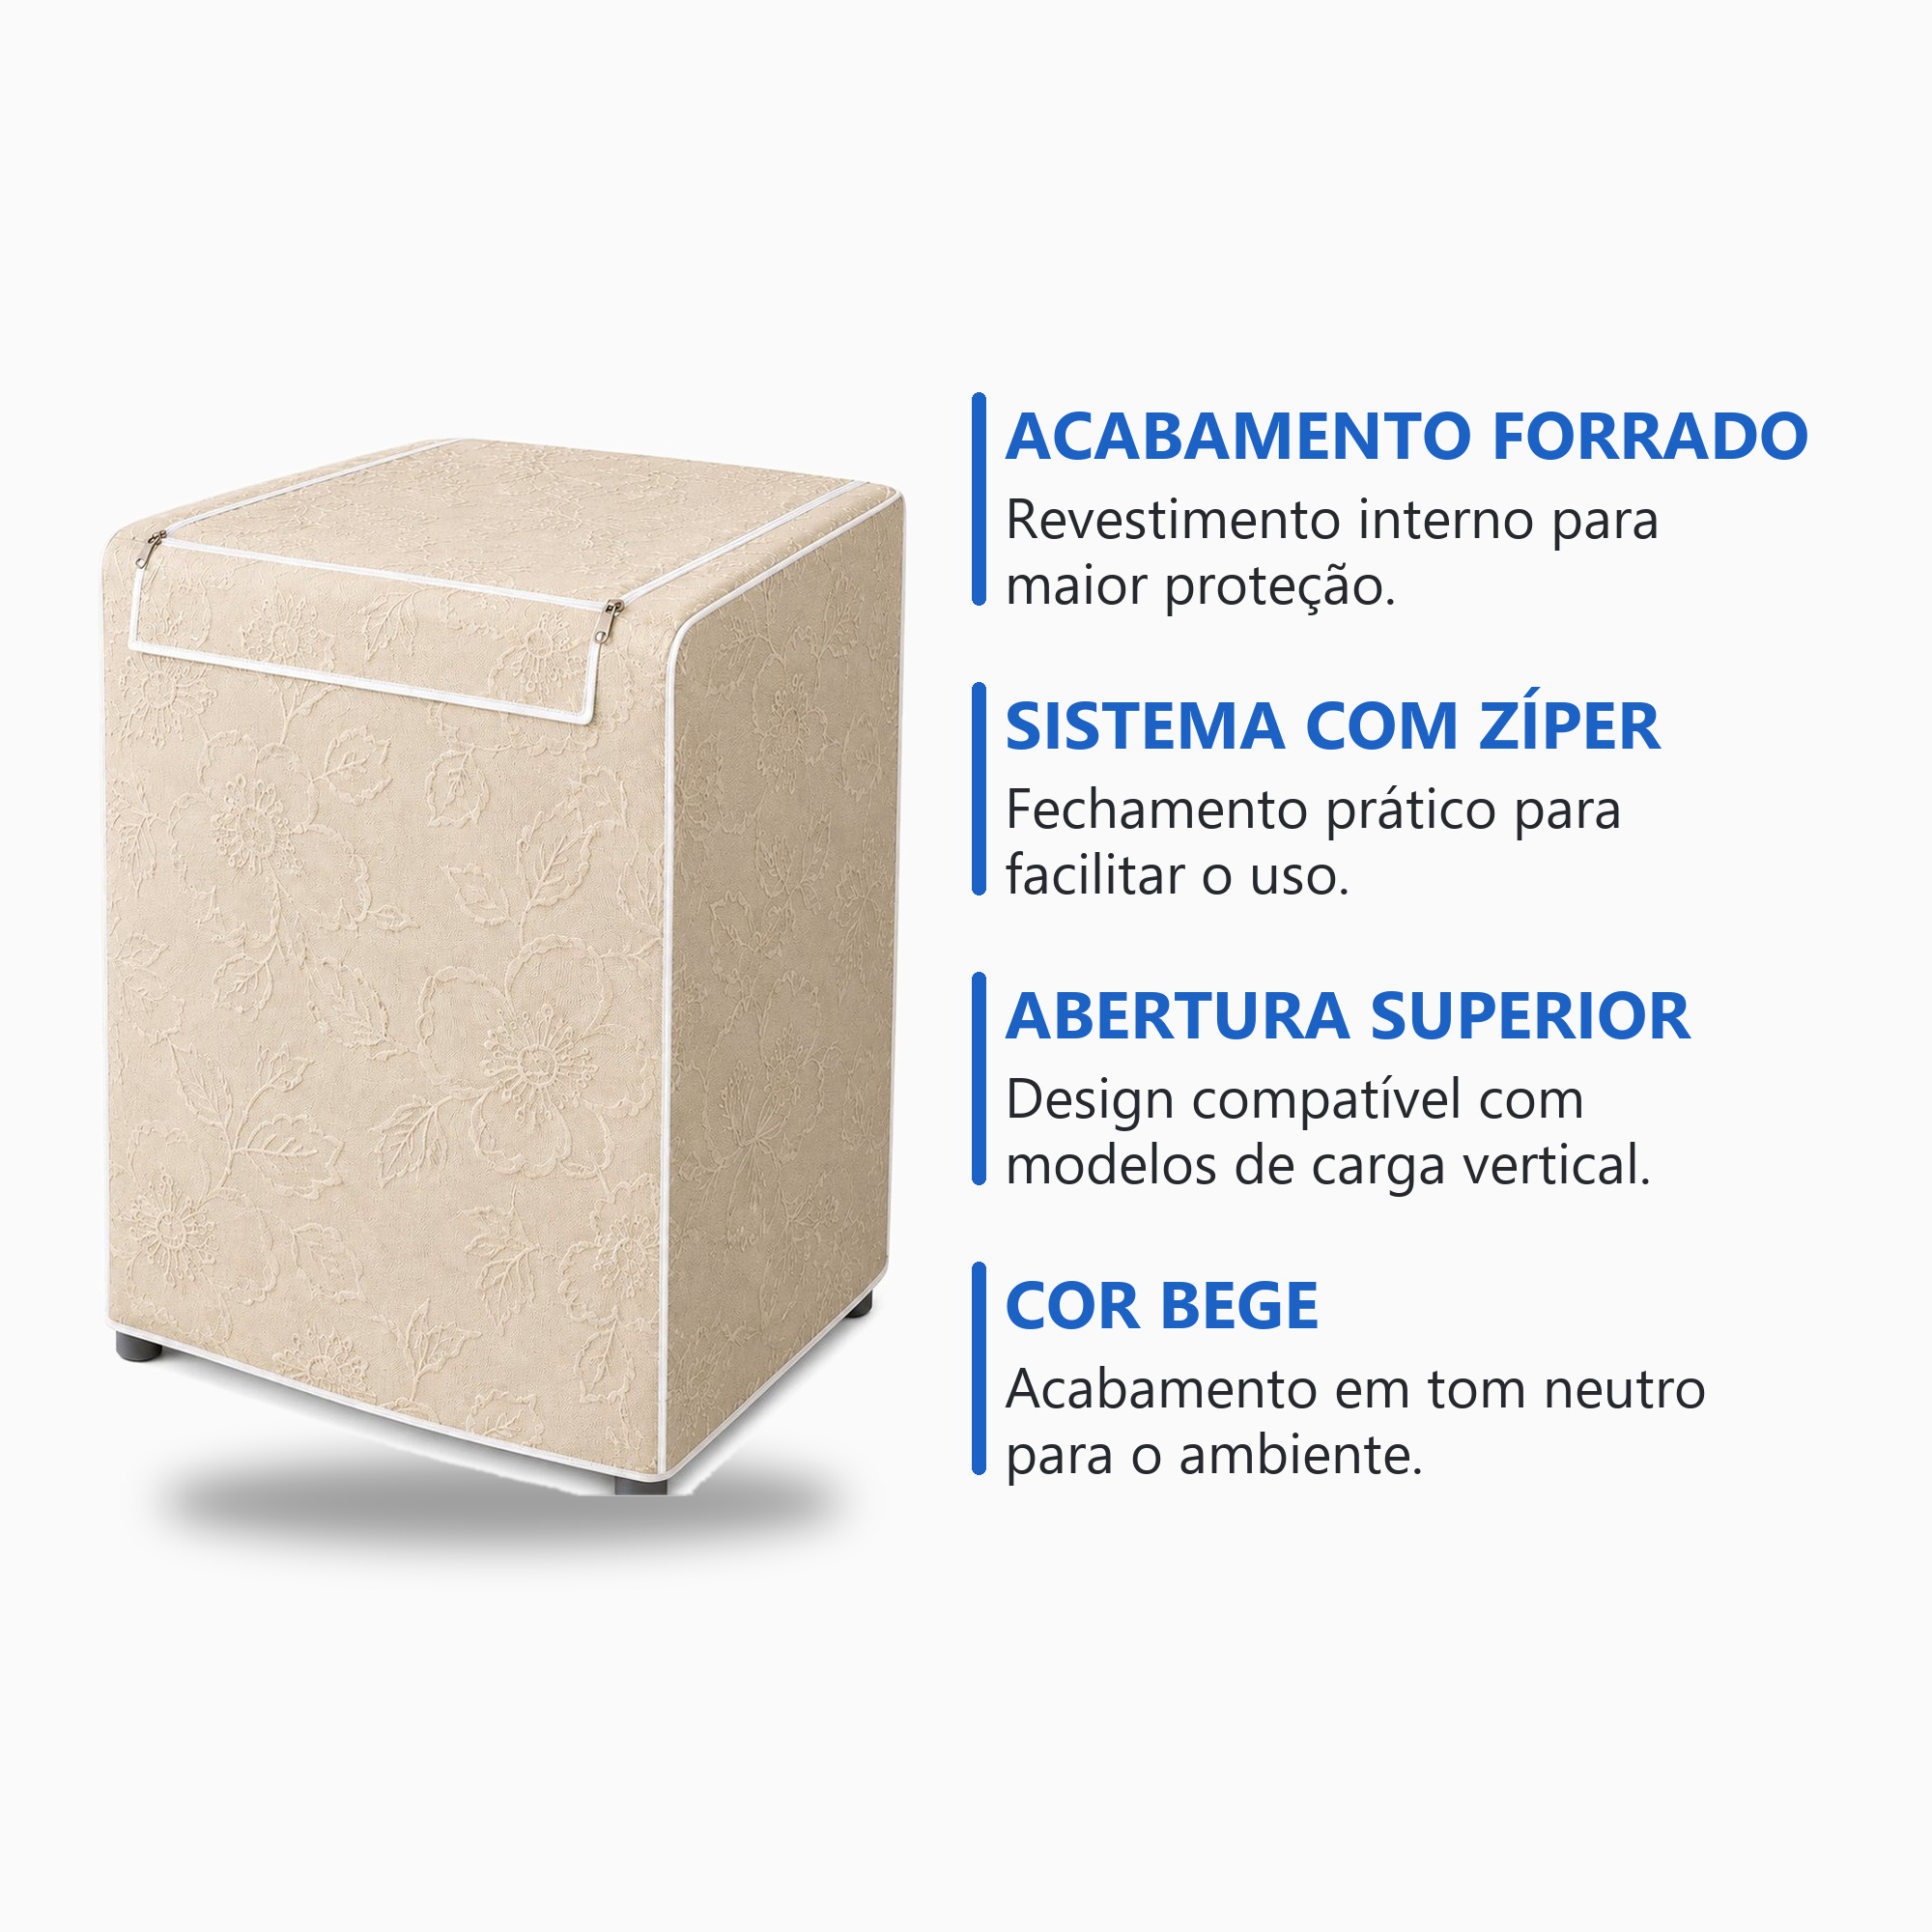 ACABAMENTO FORRADO
Revestimento interno para
maior proteção.
SISTEMA COM ZÍPER
Fechamento prático para
facilitar o uso.
ABERTURA SUPERIOR
Design compatível com
modelos de carga vertical.
COR BEGE
Acabamento em tom neutro
para o ambiente.